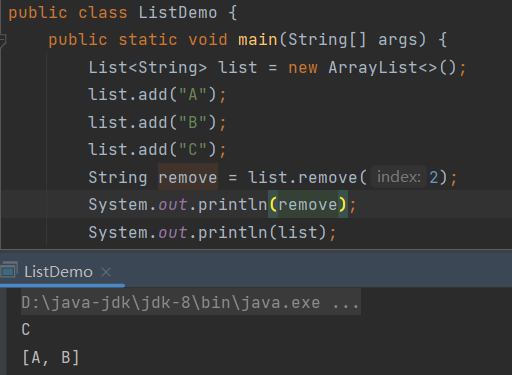 public class ListDemo {
public static void main(String[] args) {
List<String> list = new ArrayList<>();
list.add("A");
list.add("B");
list.add("C");
String remove = list.remove( index: 2);
System.out.println(remove);
System.out.println(list);
ListDemo ×
D:\java-jdk\jdk-8\bin\java.exe ...
C
[A, B]